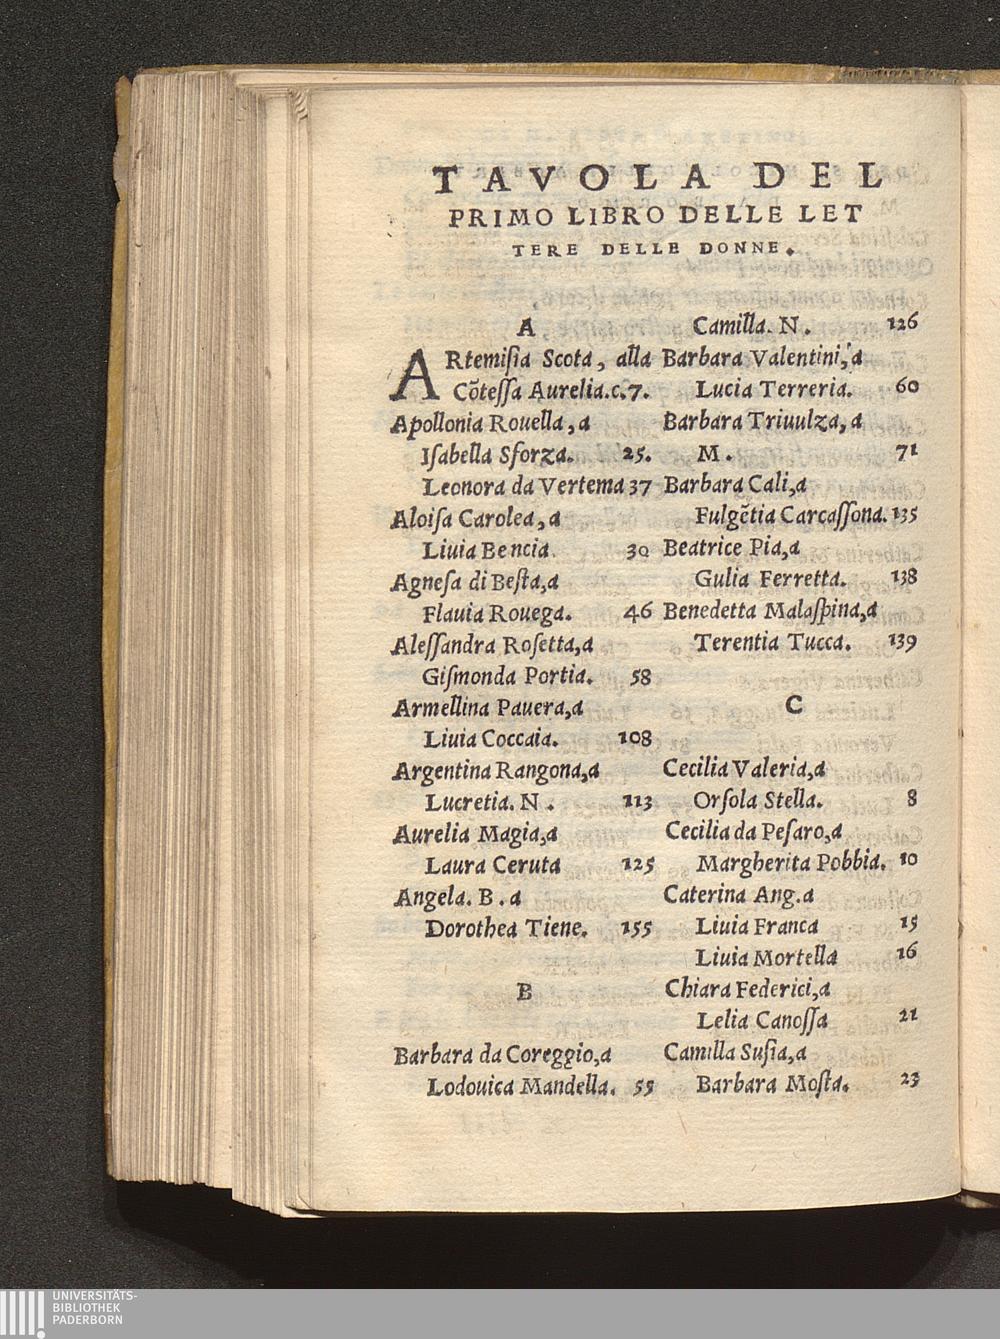 TAVOLA DEL
PRIMO LIBRO DELLE LET
TERE DELLE DONNE.
A
ARtemiſia Scota, alla
Cõteſſa Aurelia.c.7.
Apollonia Rouella, a
Iſabella Sforza. 25.
Leonora da Vertema 37
Aloiſa Carolea, a
Liuia Bencia. 30
Agneſa di Beſta,a
Flauia Rouega. 46
Aleſſandra Roſetta,a
Giſmonda Portia. 58
Armellina Pauera,a
Liuia Coccaia. 108
Argentina Rangona,a
Lucretia. N. 113
Aurelia Magia,a
Laura Ceruta 125
Angela. B. a
Dorothea Tiene. 155
B
Barbara da Coreggio,a
Lodouica Mandella. 55
Camilla. N. 126
Barbara Valentini, a
Lucia Terreria. 60
Barbara Triuulza, a
M. 71
Barbara Cali,a
Fulgẽtia Carcaſſona. 135
Beatrice Pia,a
Gulia Ferretta. 138
Benedetta Malaſpina,a
Terentia Tucca. 139
C
Cecilia Valeria,a
Orſola Stella. 8
Cecilia da Peſaro,a
Margherita Pobbia. 10
Caterina Ang.a
Liuia Franca 15
Liuia Mortella 16
Chiara Federici,a
Lelia Canoſſa 21
Camilla Suſia,a
Barbara Moſta. 23
UNIVERSITÄTS-
BIBLIOTHEK
PADERBORN